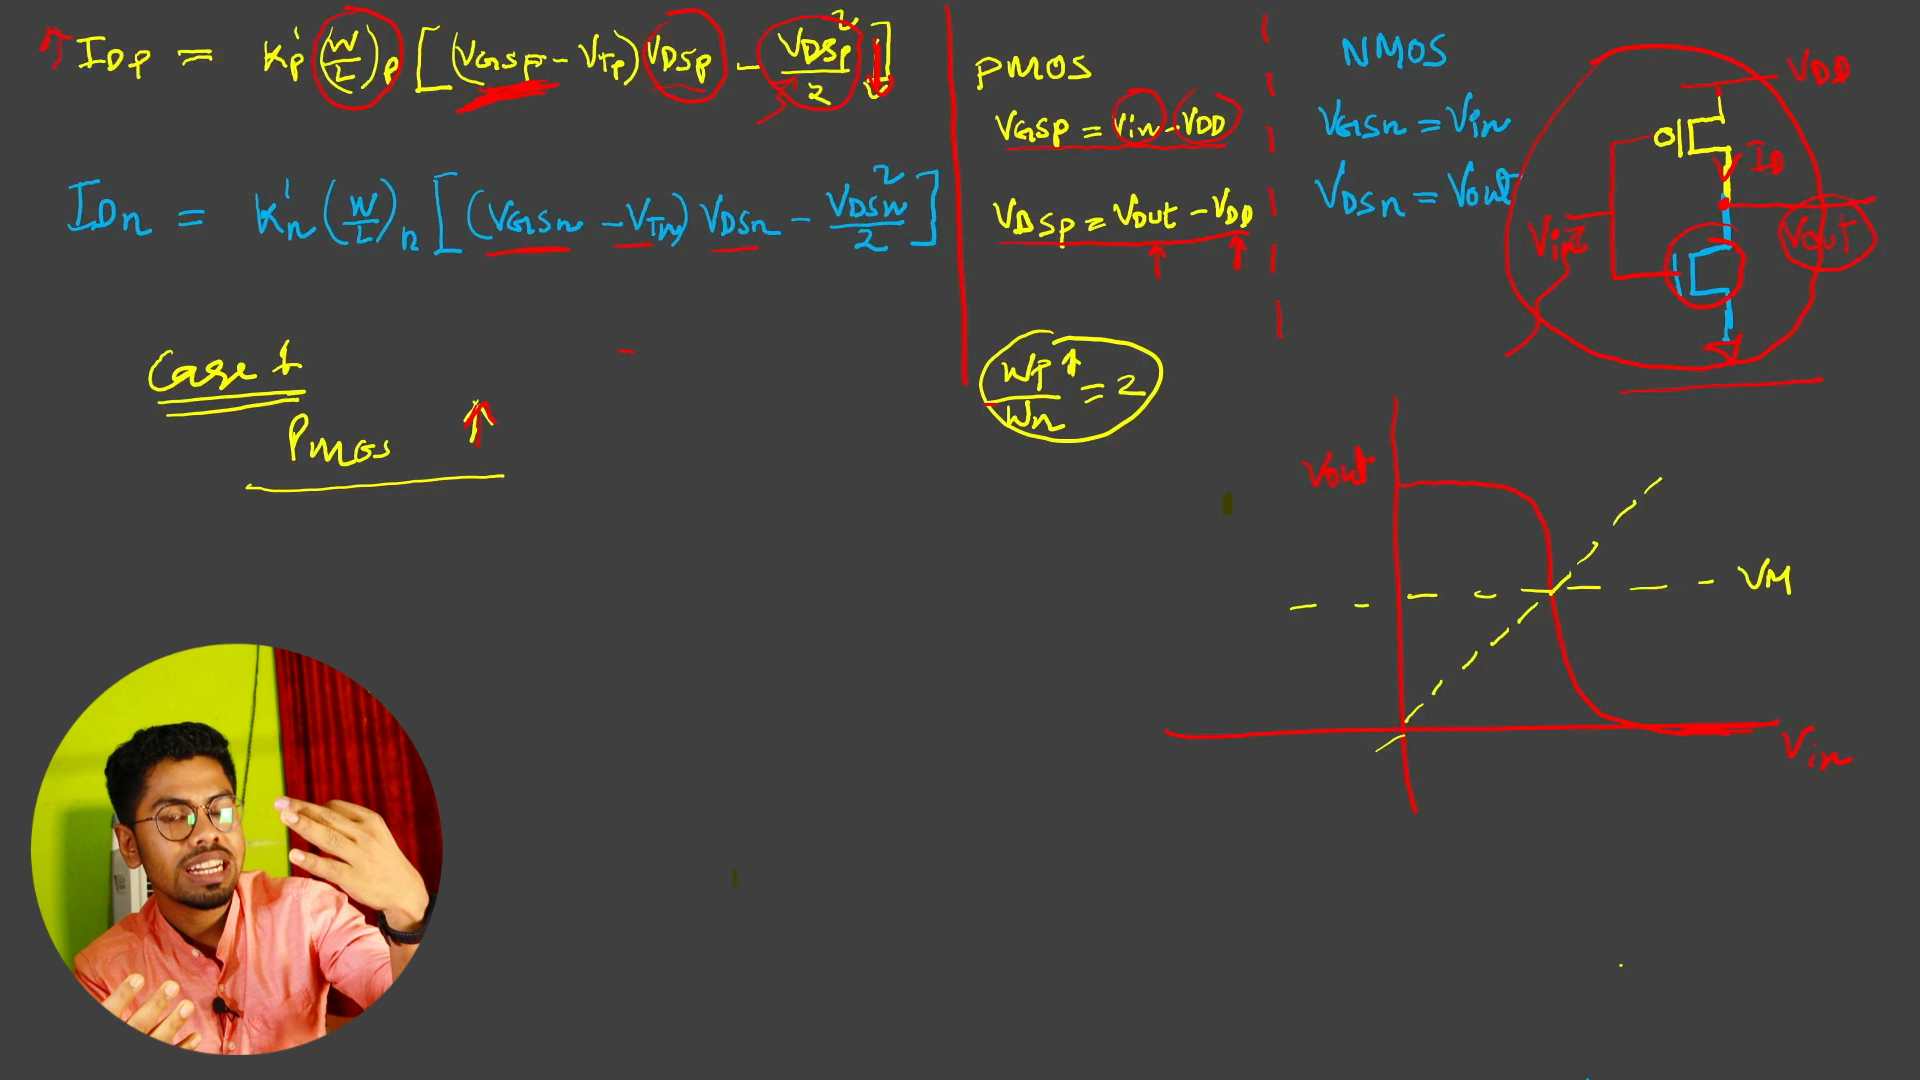 IDp = K'p (W/L)p [(VGSp - VTp) VDSp - VDSp²/2]
IDn = K'n (W/L)n [(VGSn - VTn) VDSn - VDSn²/2]
PMOS
VGSP = Vin - VDD
VDSP = VOut - VDD
NMOS
VGSn = Vin
VDSn = Vout
VDD
ID
Vin
Vout
Case 1
PMOS ↑
Wp↑/Wn = 2
Vout
VM
Vin